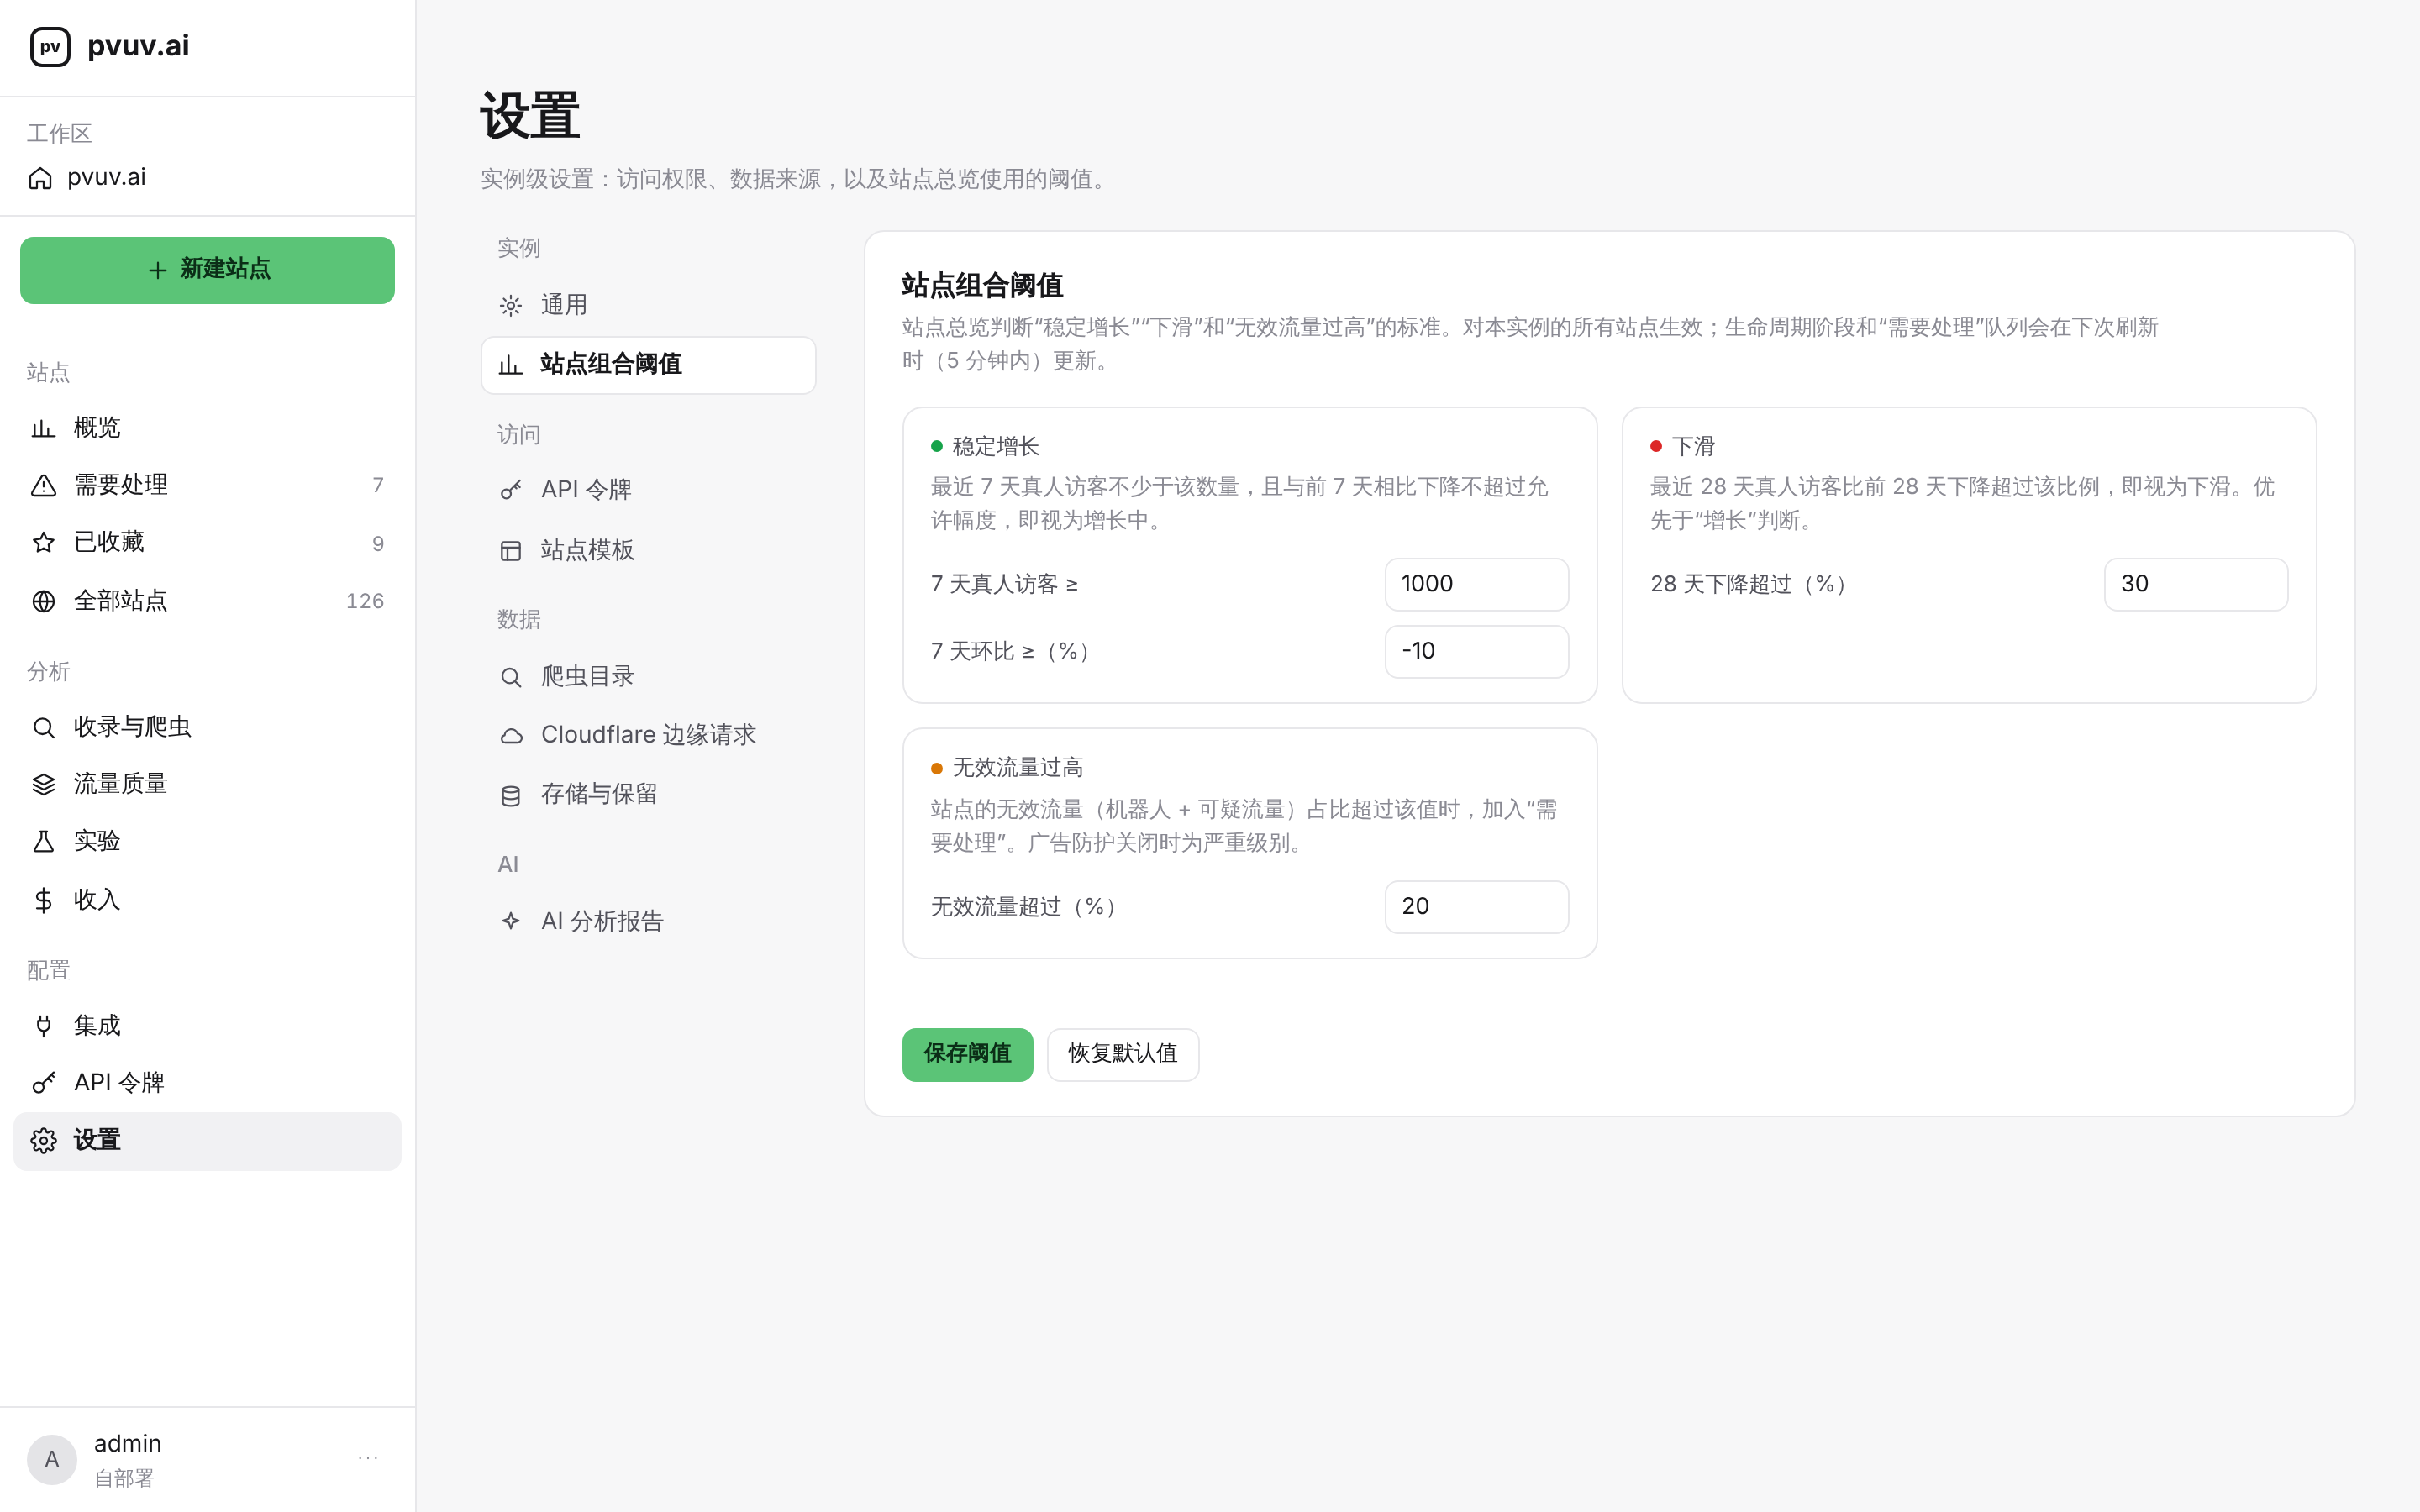 pv pvuv.ai
工作区
pvuv.ai
新建站点
站点
概览
需要处理 7
已收藏 9
全部站点 126
分析
收录与爬虫
流量质量
实验
收入
配置
集成
API 令牌
设置
A admin
自部署
设置
实例级设置：访问权限、数据来源，以及站点总览使用的阈值。
实例
通用
站点组合阈值
访问
API 令牌
站点模板
数据
爬虫目录
Cloudflare 边缘请求
存储与保留
AI
AI 分析报告
站点组合阈值
站点总览判断“稳定增长”“下滑”和“无效流量过高”的标准。对本实例的所有站点生效；生命周期阶段和“需要处理”队列会在下次刷新
时（5 分钟内）更新。
稳定增长
最近 7 天真人访客不少于该数量，且与前 7 天相比下降不超过允
许幅度，即视为增长中。
7 天真人访客 ≥ 1000
7 天环比 ≥（%） -10
下滑
最近 28 天真人访客比前 28 天下降超过该比例，即视为下滑。优
先于“增长”判断。
28 天下降超过（%） 30
无效流量过高
站点的无效流量（机器人 + 可疑流量）占比超过该值时，加入“需
要处理”。广告防护关闭时为严重级别。
无效流量超过（%） 20
保存阈值 恢复默认值